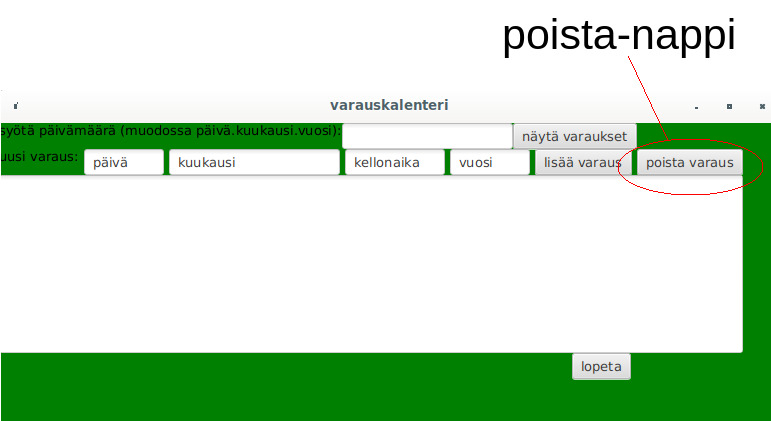 poista-nappi
varauskalenteri
syötä päivämäärä (muodossa päivä.kuukausi.vuosi): näytä varaukset
uusi varaus: päivä kuukausi kellonaika vuosi lisää varaus poista varaus
lopeta